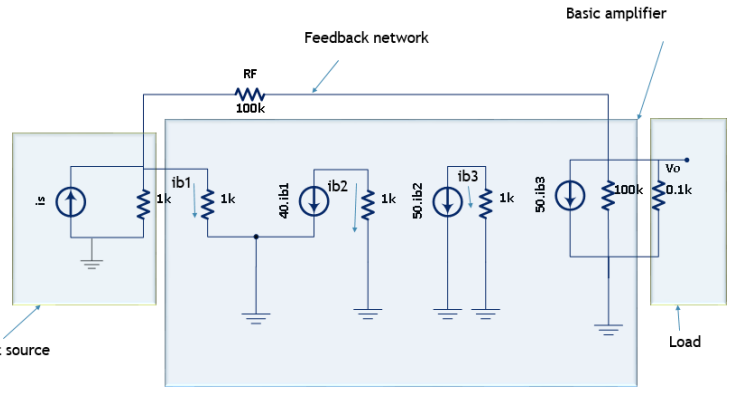 Basic amplifier
Feedback network
RF
100k
is
1k
ib1
1k
40.ib1
ib2
1k
50.ib2
ib3
1k
50.ib3
100k
Vo
0.1k
source
Load